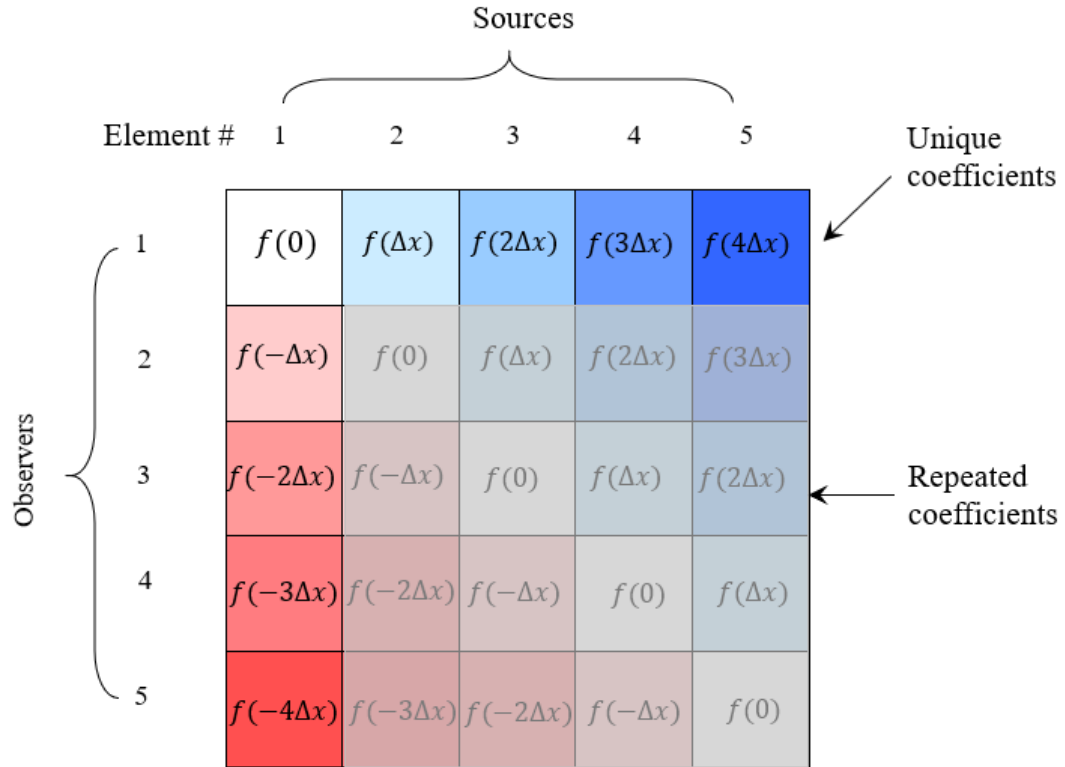 Sources
Element # 1 2 3 4 5
Unique
coefficients
1 f(0) f(Δx) f(2Δx) f(3Δx) f(4Δx)
2 f(−Δx) f(0) f(Δx) f(2Δx) f(3Δx)
Observers
3 f(−2Δx) f(−Δx) f(0) f(Δx) f(2Δx)
Repeated
coefficients
4 f(−3Δx) f(−2Δx) f(−Δx) f(0) f(Δx)
5 f(−4Δx) f(−3Δx) f(−2Δx) f(−Δx) f(0)